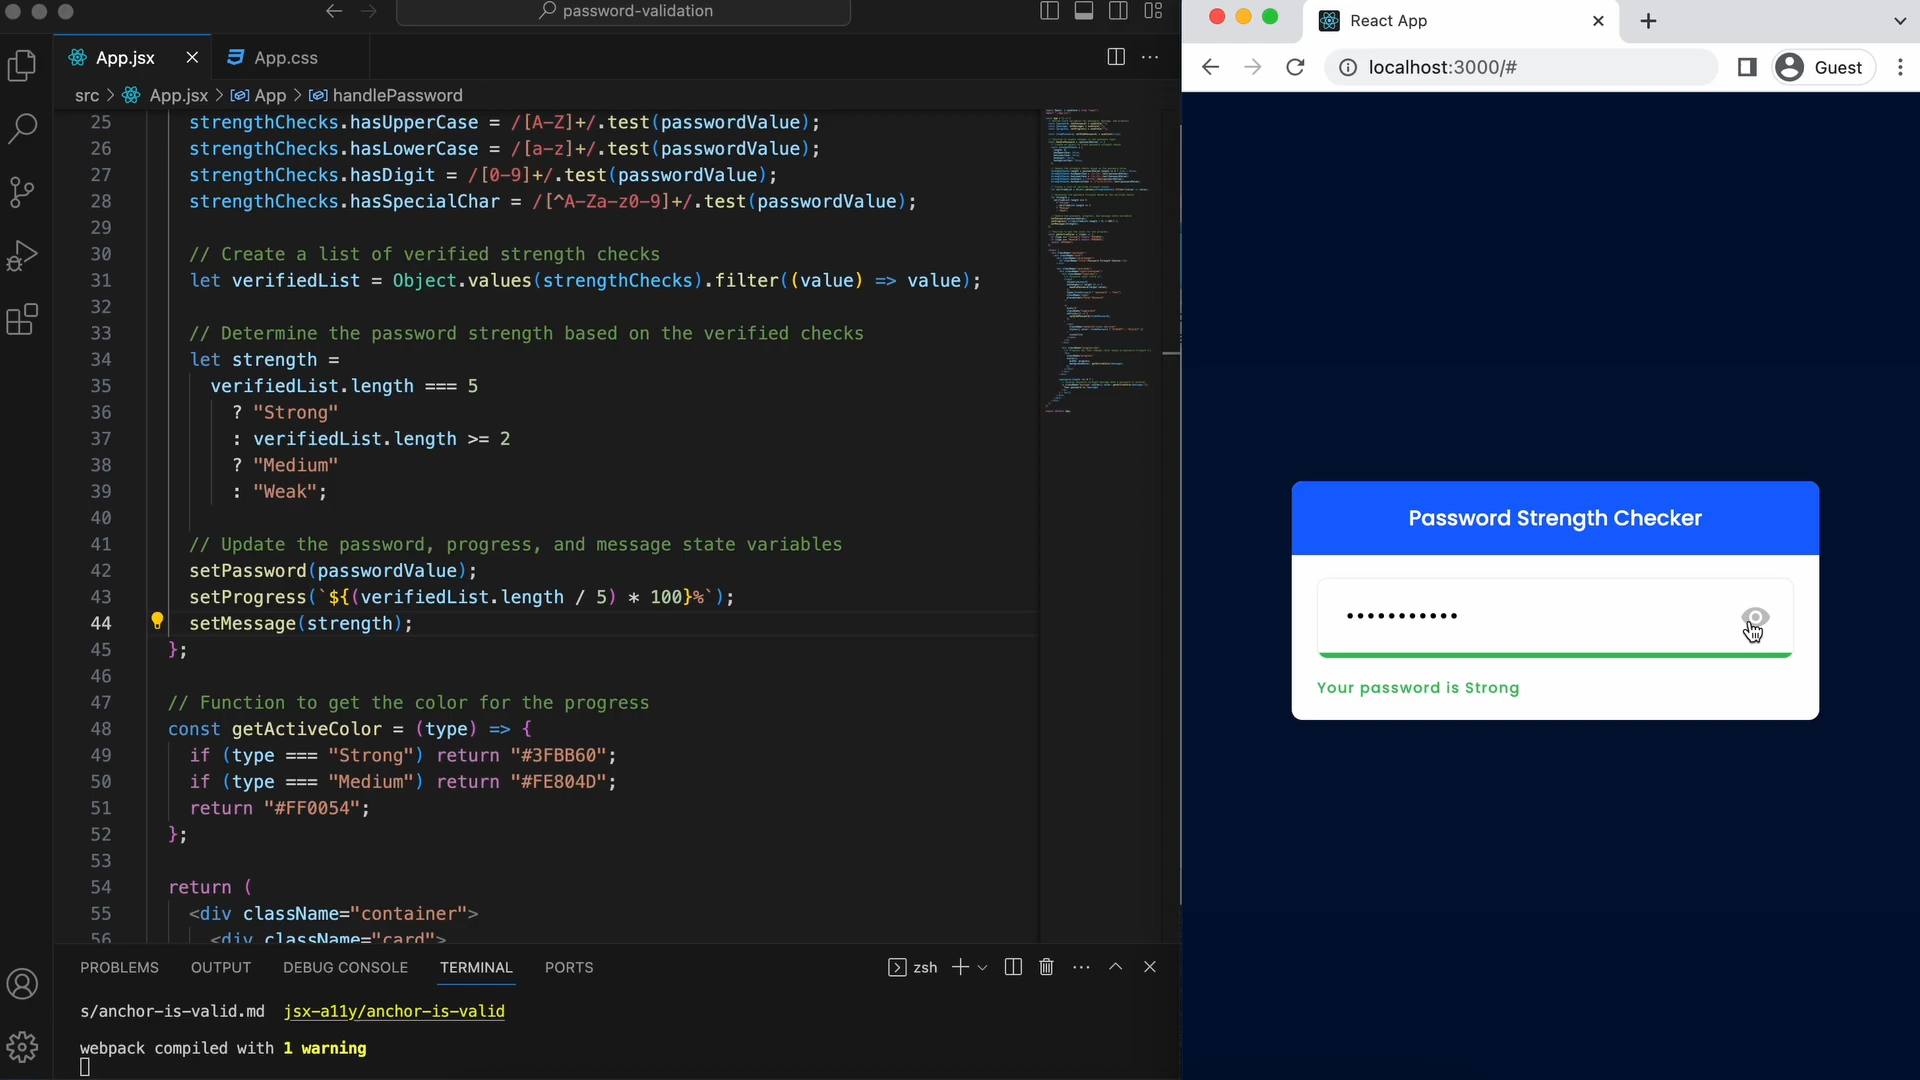 password-validation
App.jsx
App.css
src > App.jsx > App > handlePassword
25 strengthChecks.hasUpperCase = /[A-Z]+/.test(passwordValue);
26 strengthChecks.hasLowerCase = /[a-z]+/.test(passwordValue);
27 strengthChecks.hasDigit = /[0-9]+/.test(passwordValue);
28 strengthChecks.hasSpecialChar = /[^A-Za-z0-9]+/.test(passwordValue);
29
30 // Create a list of verified strength checks
31 let verifiedList = Object.values(strengthChecks).filter((value) => value);
32
33 // Determine the password strength based on the verified checks
34 let strength =
35 verifiedList.length === 5
36 ? "Strong"
37 : verifiedList.length >= 2
38 ? "Medium"
39 : "Weak";
40
41 // Update the password, progress, and message state variables
42 setPassword(passwordValue);
43 setProgress(`${(verifiedList.length / 5) * 100}%`);
44 setMessage(strength);
45 };
46
47 // Function to get the color for the progress
48 const getActiveColor = (type) => {
49 if (type === "Strong") return "#3FBB60";
50 if (type === "Medium") return "#FE804D";
51 return "#FF0054";
52 };
53
54 return (
55 <div className="container">
56 <div className="card">
PROBLEMS OUTPUT DEBUG CONSOLE TERMINAL PORTS
zsh
s/anchor-is-valid.md jsx-a11y/anchor-is-valid
webpack compiled with 1 warning
React App
localhost:3000/#
Guest
Password Strength Checker
•••••••••••
Your password is Strong